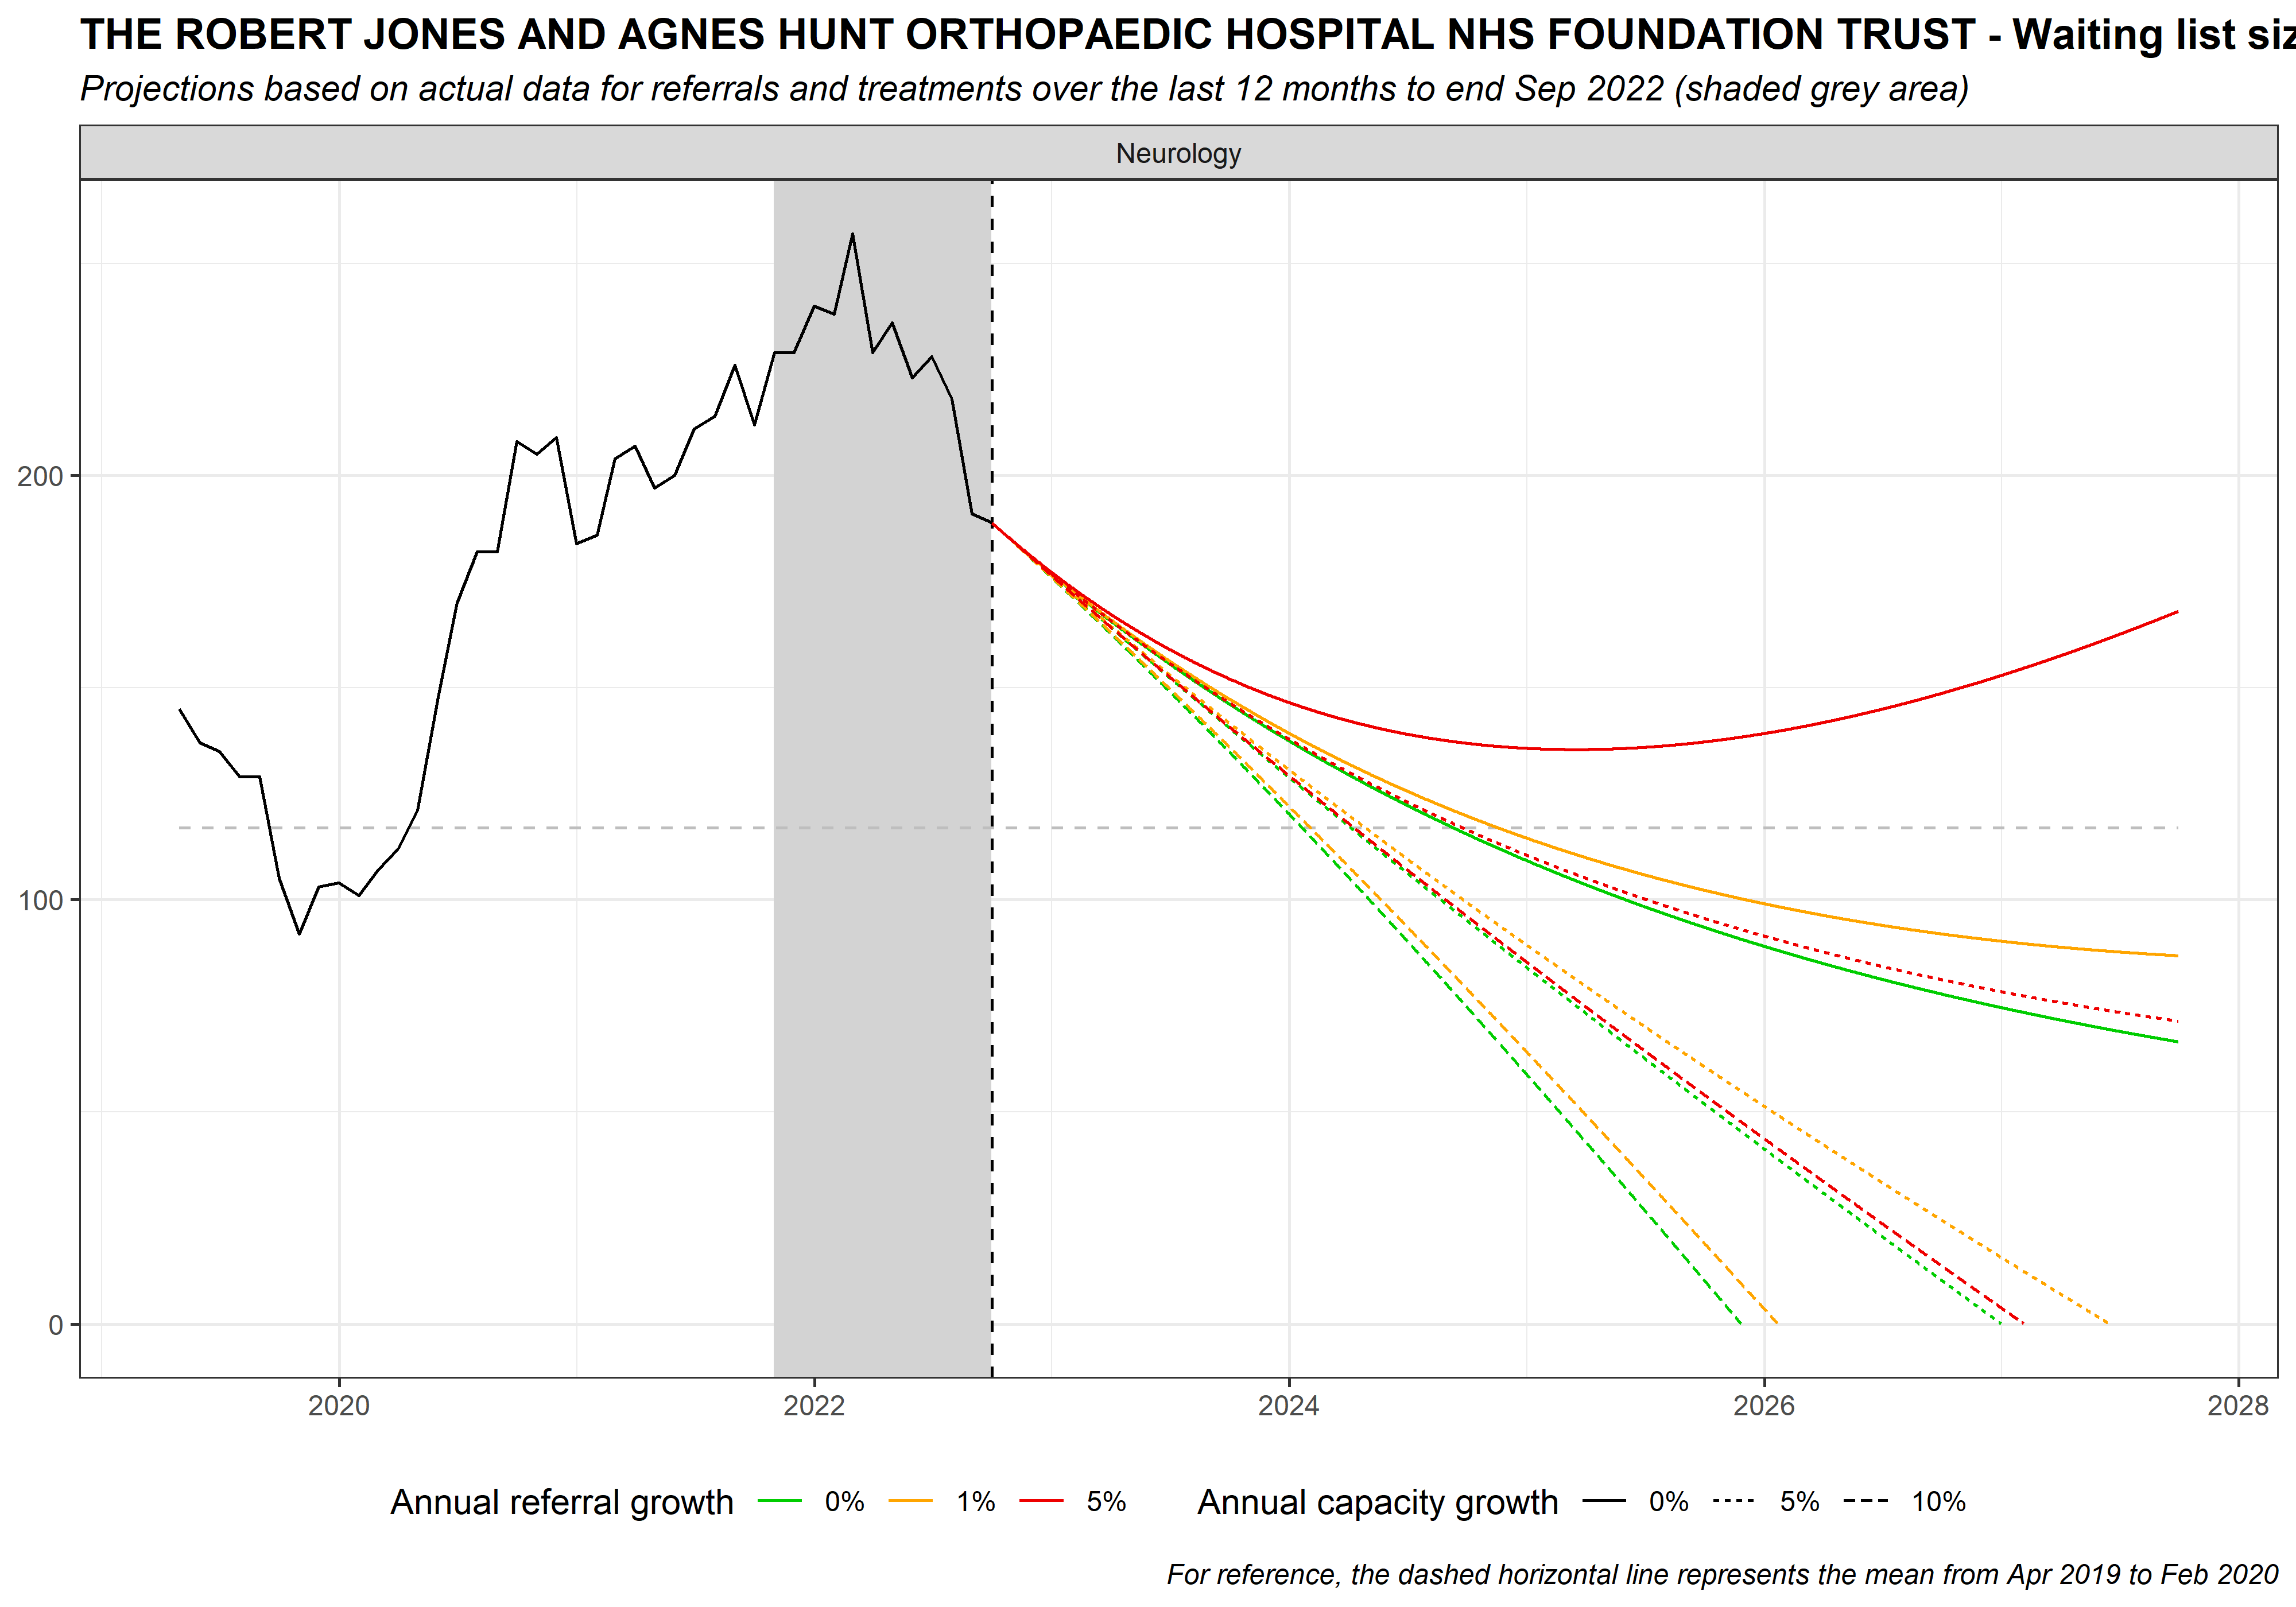 THE ROBERT JONES AND AGNES HUNT ORTHOPAEDIC HOSPITAL NHS FOUNDATION TRUST - Waiting list siz
Projections based on actual data for referrals and treatments over the last 12 months to end Sep 2022 (shaded grey area)
Neurology
200
100
0
2020 2022 2024 2026 2028
Annual referral growth 0% 1% 5% Annual capacity growth 0% 5% 10%
For reference, the dashed horizontal line represents the mean from Apr 2019 to Feb 2020